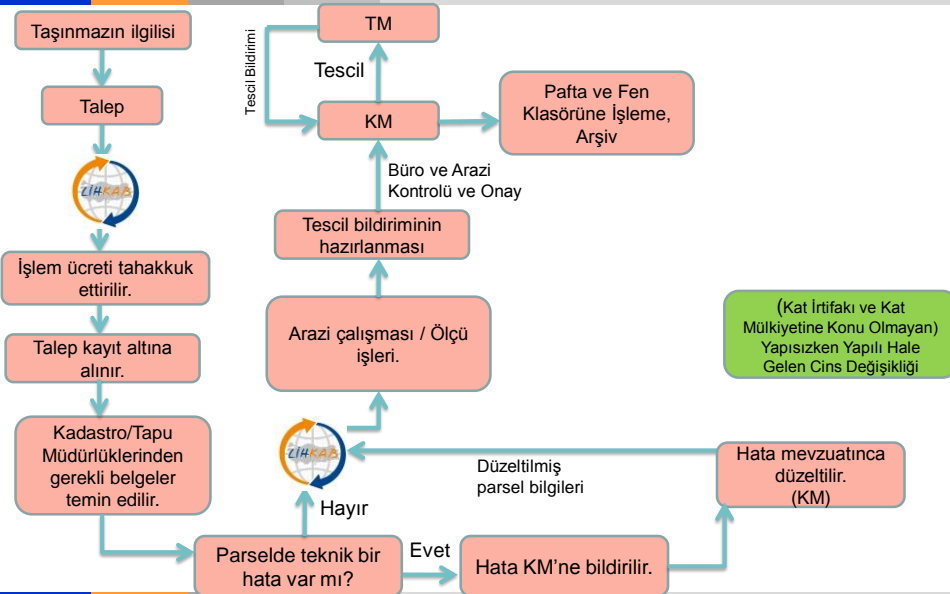 Taşınmazın ilgilisi
Talep
LİHKAB
İşlem ücreti tahakkuk
ettirilir.
Talep kayıt altına
alınır.
Kadastro/Tapu
Müdürlüklerinden
gerekli belgeler
temin edilir.
Parselde teknik bir
hata var mı?
Evet
Hata KM'ne bildirilir.
Hata mevzuatınca
düzeltilir.
(KM)
Düzeltilmiş
parsel bilgileri
Hayır
LİHKAB
Arazi çalışması / Ölçü
işleri.
Tescil bildiriminin
hazırlanması
Büro ve Arazi
Kontrolü ve Onay
KM
Tescil
TM
Tescil Bildirimi
Pafta ve Fen
Klasörüne İşleme,
Arşiv
(Kat İrtifakı ve Kat
Mülkiyetine Konu Olmayan)
Yapısızken Yapılı Hale
Gelen Cins Değişikliği